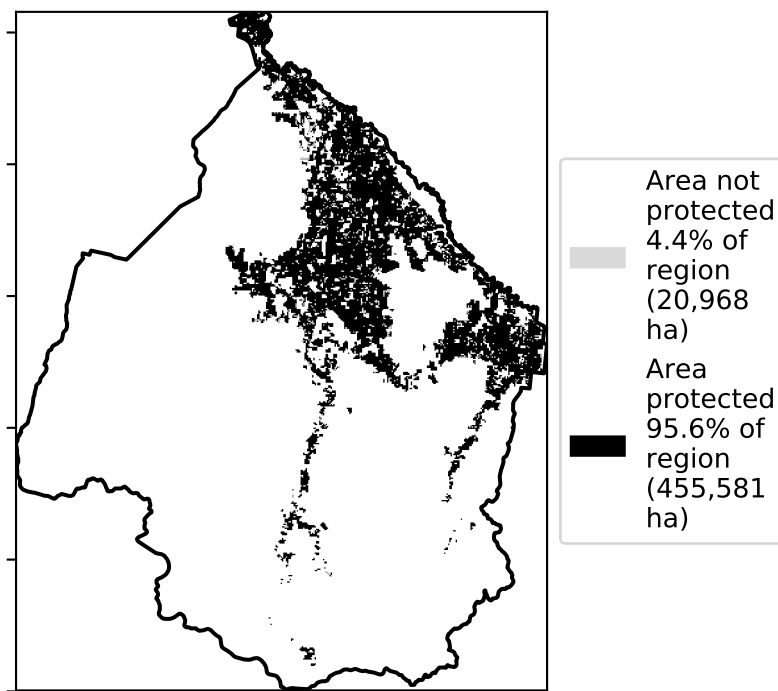 Area not
protected
4.4% of
region
(20,968
ha)
Area
protected
95.6% of
region
(455,581
ha)